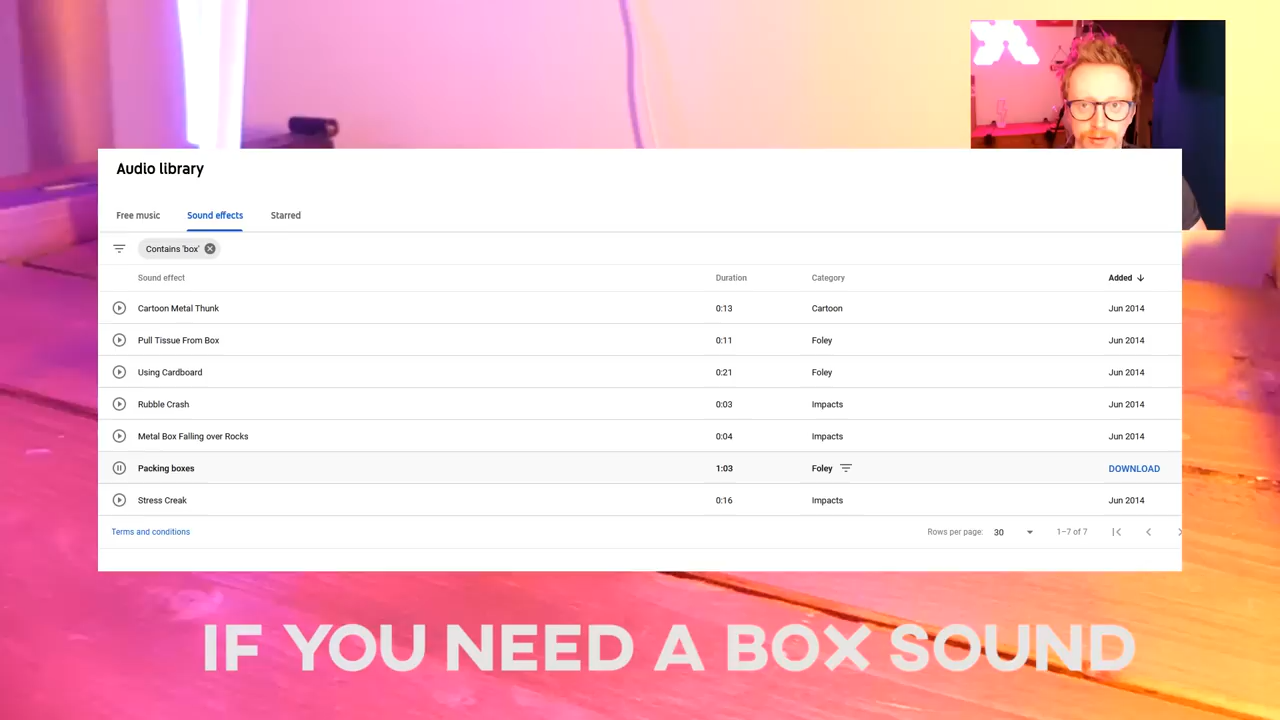 Audio library
Free music Sound effects Starred
Contains 'box'
Sound effect Duration Category Added
Cartoon Metal Thunk 0:13 Cartoon Jun 2014
Pull Tissue From Box 0:11 Foley Jun 2014
Using Cardboard 0:21 Foley Jun 2014
Rubble Crash 0:03 Impacts Jun 2014
Metal Box Falling over Rocks 0:04 Impacts Jun 2014
Packing boxes 1:03 Foley DOWNLOAD
Stress Creak 0:16 Impacts Jun 2014
Terms and conditions Rows per page: 30 1–7 of 7
IF YOU NEED A BOX SOUND